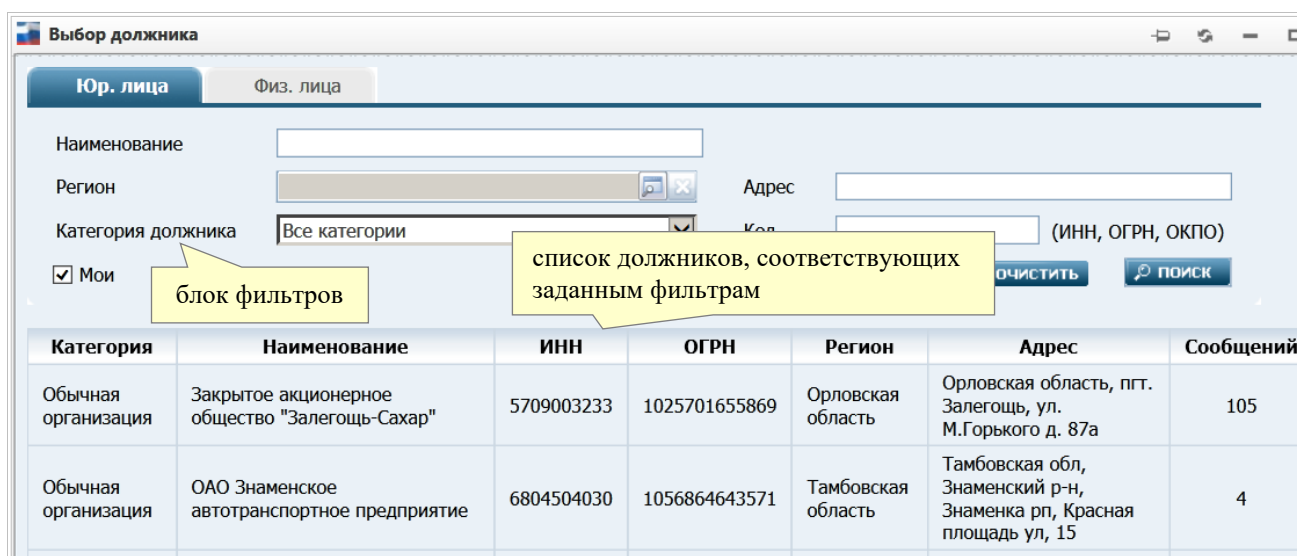 Выбор должника
Юр. лица
Физ. лица
Наименование
Регион
Адрес
Категория должника
Все категории
Код
(ИНН, ОГРН, ОКПО)
Мои
блок фильтров
список должников, соответствующих
заданным фильтрам
ОЧИСТИТЬ
ПОИСК
Категория Наименование ИНН ОГРН Регион Адрес Сообщений
Обычная
организация
Закрытое акционерное
общество "Залегощь-Сахар"
5709003233
1025701655869
Орловская
область
Орловская область, пгт.
Залегощь, ул.
М.Горького д. 87а
105
Обычная
организация
ОАО Знаменское
автотранспортное предприятие
6804504030
1056864643571
Тамбовская
область
Тамбовская обл,
Знаменский р-н,
Знаменка рп, Красная
площадь ул, 15
4